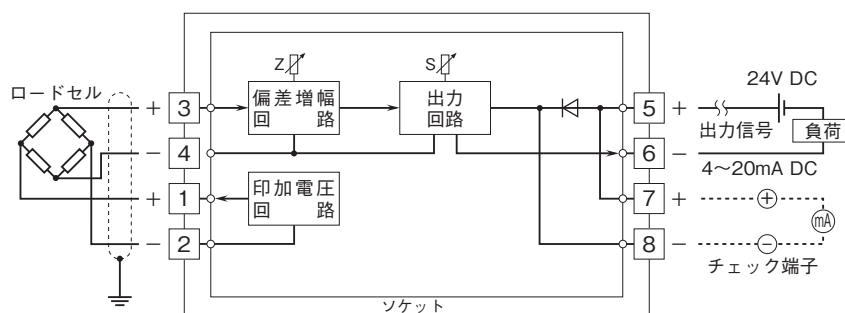 ロードセル
Z
S
偏差増幅
回路
出力
回路
印加電圧
回路
+ 3
− 4
+ 1
− 2
5 +
6 −
7 +
8 −
24V DC
出力信号
負荷
4〜20mA DC
+
mA
−
チェック端子
ソケット